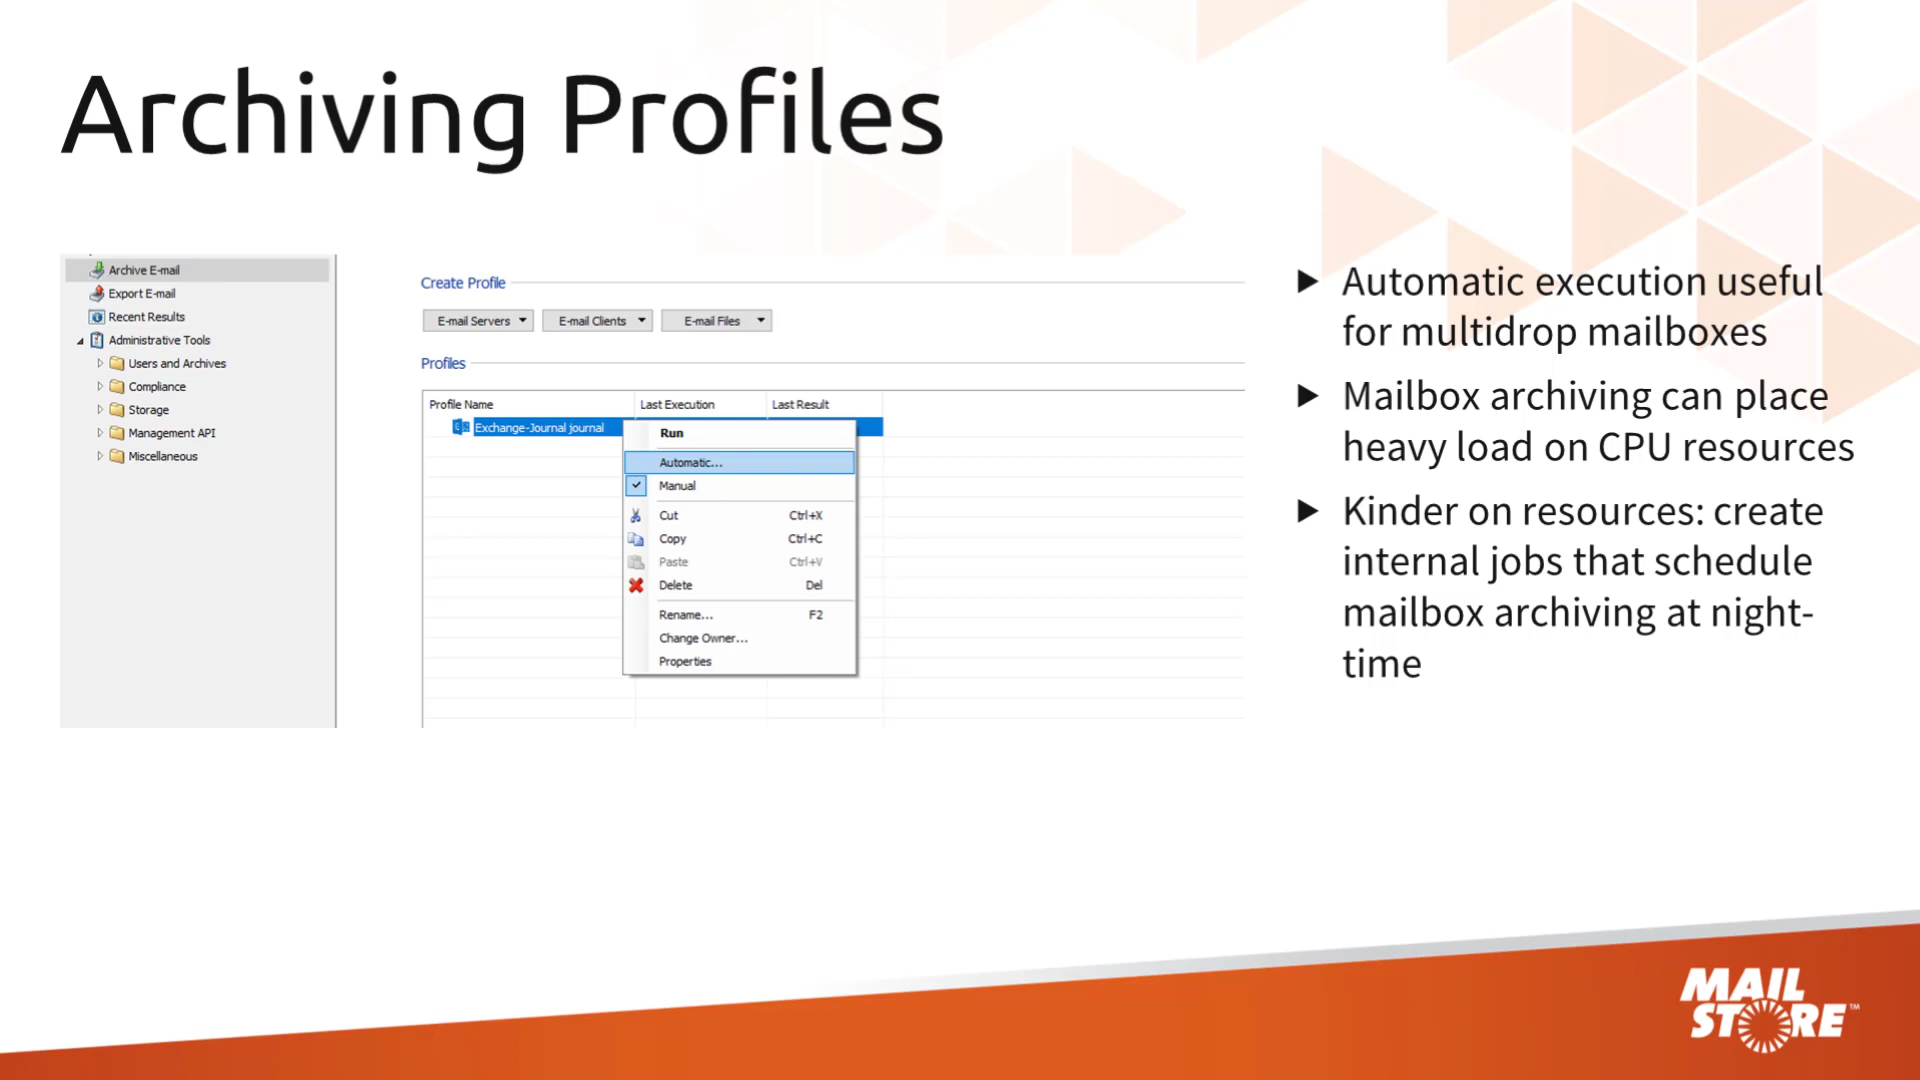 Archiving Profiles
Archive E-mail
Export E-mail
Recent Results
Administrative Tools
Users and Archives
Compliance
Storage
Management API
Miscellaneous
Create Profile
E-mail Servers E-mail Clients E-mail Files
Profiles
Profile Name Last Execution Last Result
Exchange-Journal journal
Run
Automatic...
Manual
Cut Ctrl+X
Copy Ctrl+C
Paste Ctrl+V
Delete Del
Rename... F2
Change Owner...
Properties
Automatic execution useful
for multidrop mailboxes
Mailbox archiving can place
heavy load on CPU resources
Kinder on resources: create
internal jobs that schedule
mailbox archiving at night-
time
MAIL
STORE™